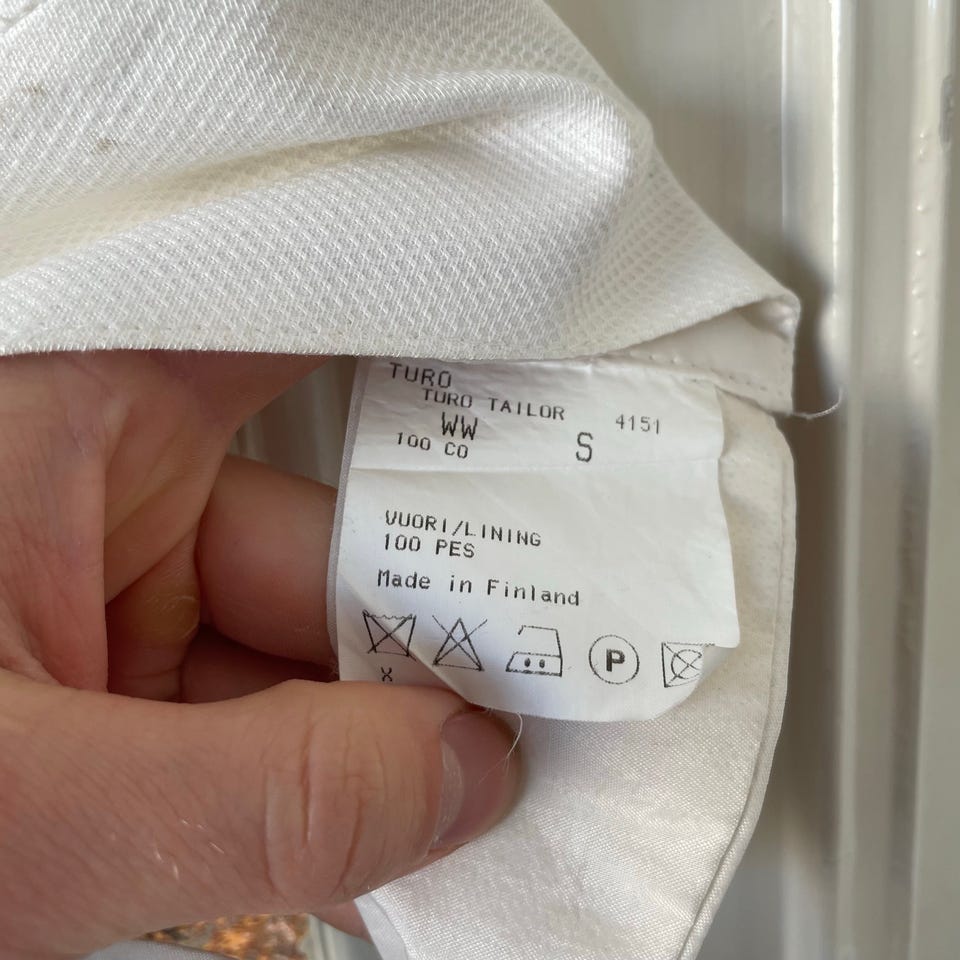 TURO
TURO TAILOR 4151
WW S
100 CO
VUORI/LINING
100 PES
Made in Finland
P
X